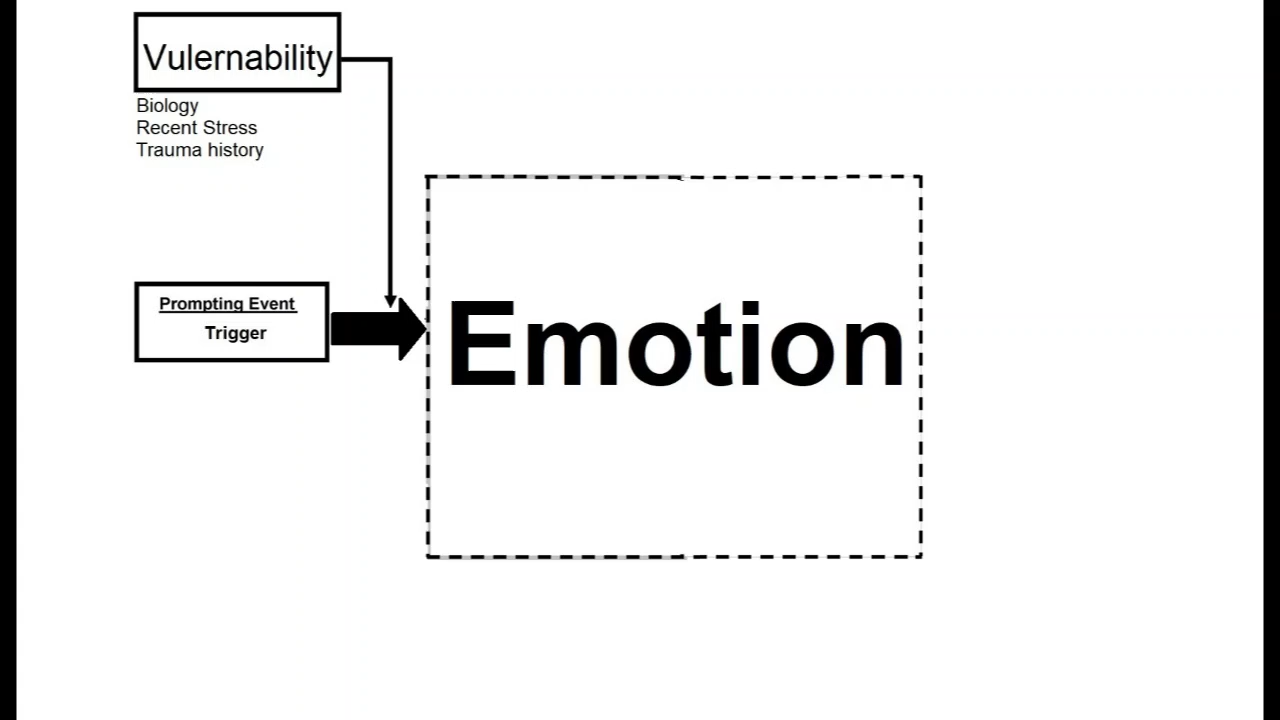 Vulernability
Biology
Recent Stress
Trauma history
Prompting Event
Trigger
Emotion